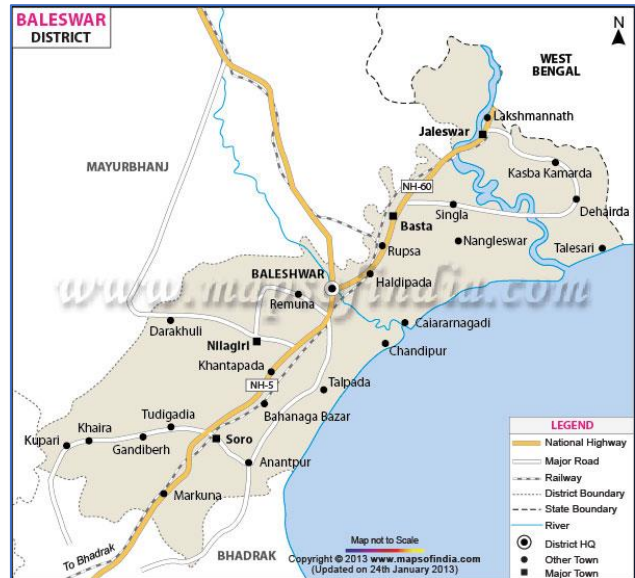 BALESWAR
DISTRICT
N
WEST
BENGAL
Lakshmannath
Jaleswar
MAYURBHANJ
Kasba Kamarda
NH-60
Dehairda
Singla
Basta
Nangleswar
Talesari
Rupsa
BALESHWAR
Haldipada
www.mapsofindia.com
Remuna
Caiararnagadi
Darakhuli
Nilagiri
Chandipur
Khantapada
NH-5
Talpada
Bahanaga Bazar
Tudigadia
Khaira
Kupari
Gandiberh
Soro
Anantpur
Markuna
To Bhadrak
BHADRAK
LEGEND
National Highway
Major Road
Railway
District Boundary
State Boundary
River
District HQ
Other Town
Major Town
Map not to Scale
Copyright © 2013 www.mapsofindia.com
(Updated on 24th January 2013)